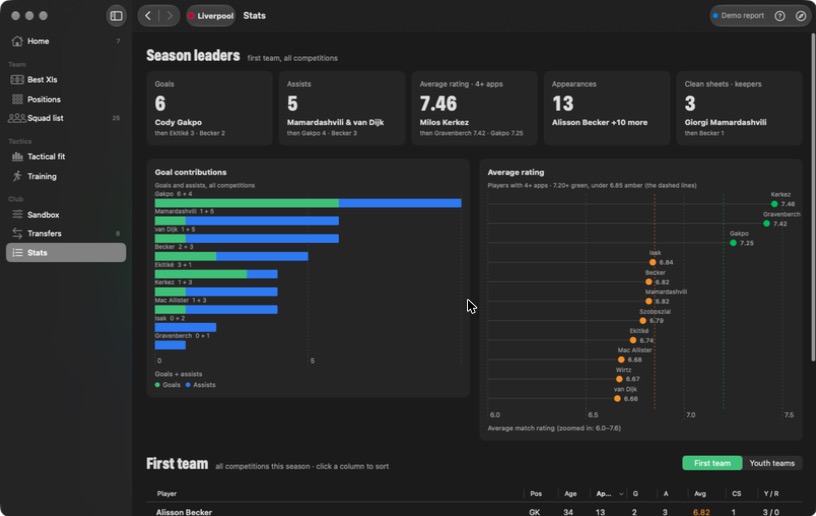 Liverpool
Stats
Demo report
Home 7
Team
Best XIs
Positions
Squad list 25
Tactics
Tactical fit
Training
Club
Sandbox
Transfers 6
Stats
Season leaders first team, all competitions
Goals
6
Cody Gakpo
then Ekitiké 3 · Becker 2
Assists
5
Mamardashvili & van Dijk
then Gakpo 4 · Becker 3
Average rating · 4+ apps
7.46
Milos Kerkez
then Gravenberch 7.42 · Gakpo 7.25
Appearances
13
Alisson Becker +10 more
Clean sheets · keepers
3
Giorgi Mamardashvili
then Becker 1
Goal contributions
Goals and assists, all competitions
Gakpo 6 + 4
Mamardashvili 1 + 5
van Dijk 1 + 5
Becker 2 + 3
Ekitiké 3 + 1
Kerkez 1 + 3
Mac Allister 1 + 3
Isak 0 + 2
Gravenberch 0 + 1
0 5
Goals + assists
Goals Assists
Average rating
Players with 4+ apps · 7.20+ green, under 6.85 amber (the dashed lines)
Kerkez
7.46
Gravenberch
7.42
Gakpo
7.25
Isak
6.84
Becker
6.82
Mamardashvili
6.82
Szoboszlai
6.79
Ekitiké
6.74
Mac Allister
6.68
Wirtz
6.67
van Dijk
6.66
6.0 6.5 7.0 7.5
Average match rating (zoomed in: 6.0–7.6)
First team all competitions this season · click a column to sort
First team Youth teams
Player Pos Age Ap... G A Avg CS Y / R
Alisson Becker GK 34 13 2 3 6.82 1 3 / 0